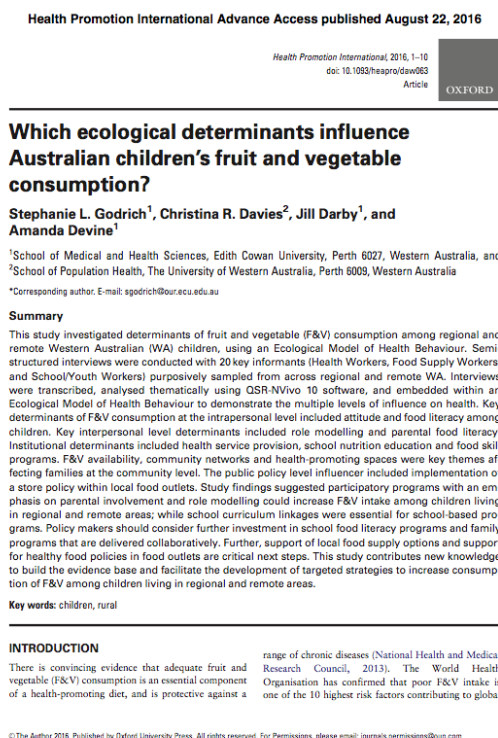 Health Promotion International Advance Access published August 22, 2016
Health Promotion International, 2016, 1–10
doi: 10.1093/heapro/daw063
Article
OXFORD
Which ecological determinants influence
Australian children's fruit and vegetable
consumption?
Stephanie L. Godrich¹, Christina R. Davies², Jill Darby¹, and
Amanda Devine¹
¹School of Medical and Health Sciences, Edith Cowan University, Perth 6027, Western Australia, and
²School of Population Health, The University of Western Australia, Perth 6009, Western Australia
*Corresponding author. E-mail: sgodrich@our.ecu.edu.au
Summary
This study investigated determinants of fruit and vegetable (F&V) consumption among regional and
remote Western Australian (WA) children, using an Ecological Model of Health Behaviour. Semi-
structured interviews were conducted with 20 key informants (Health Workers, Food Supply Workers
and School/Youth Workers) purposively sampled from across regional and remote WA. Interviews
were transcribed, analysed thematically using QSR-NVivo 10 software, and embedded within an
Ecological Model of Health Behaviour to demonstrate the multiple levels of influence on health. Key
determinants of F&V consumption at the intrapersonal level included attitude and food literacy among
children. Key interpersonal level determinants included role modelling and parental food literacy.
Institutional determinants included health service provision, school nutrition education and food skill
programs. F&V availability, community networks and health-promoting spaces were key themes af-
fecting families at the community level. The public policy level influencer included implementation of
a store policy within local food outlets. Study findings suggested participatory programs with an em-
phasis on parental involvement and role modelling could increase F&V intake among children living
in regional and remote areas; while school curriculum linkages were essential for school-based pro-
grams. Policy makers should consider further investment in school food literacy programs and family
programs that are delivered collaboratively. Further, support of local food supply options and support
for healthy food policies in food outlets are critical next steps. This study contributes new knowledge
to build the evidence base and facilitate the development of targeted strategies to increase consump-
tion of F&V among children living in regional and remote areas.
Key words: children, rural
INTRODUCTION
There is convincing evidence that adequate fruit and
vegetable (F&V) consumption is an essential component
of a health-promoting diet, and is protective against a
range of chronic diseases (National Health and Medical
Research Council, 2013). The World Health
Organisation has confirmed that poor F&V intake is
one of the 10 highest risk factors contributing to global
© The Author 2016. Published by Oxford University Press. All rights reserved. For Permissions, please email: journals.permissions@oup.com